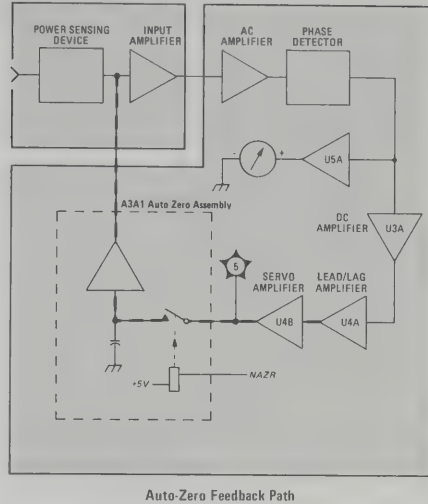 POWER SENSING
DEVICE
INPUT
AMPLIFIER
AC
AMPLIFIER
PHASE
DETECTOR
- +
U5A
A3A1 Auto Zero Assembly
DC
AMPLIFIER
U3A
5
SERVO
AMPLIFIER
LEAD/LAG
AMPLIFIER
U4B
U4A
+5V
NAZR
Auto-Zero Feedback Path